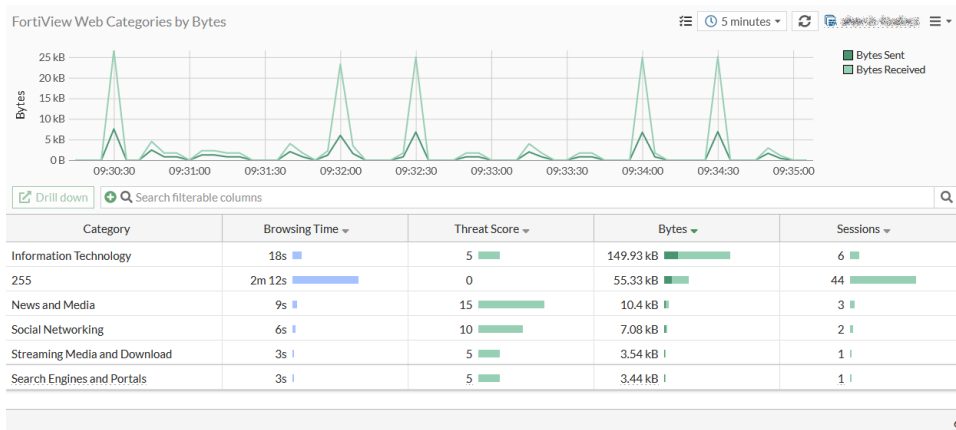 FortiView Web Categories by Bytes
5 minutes
25 kB
20 kB
15 kB
10 kB
5 kB
0 B
Bytes
09:30:30 09:31:00 09:31:30 09:32:00 09:32:30 09:33:00 09:33:30 09:34:00 09:34:30 09:35:00
Bytes Sent
Bytes Received
Drill down
Search filterable columns
Category Browsing Time Threat Score Bytes Sessions
Information Technology 18s 5 149.93 kB 6
255 2m 12s 0 55.33 kB 44
News and Media 9s 15 10.4 kB 3
Social Networking 6s 10 7.08 kB 2
Streaming Media and Download 3s 5 3.54 kB 1
Search Engines and Portals 3s 5 3.44 kB 1